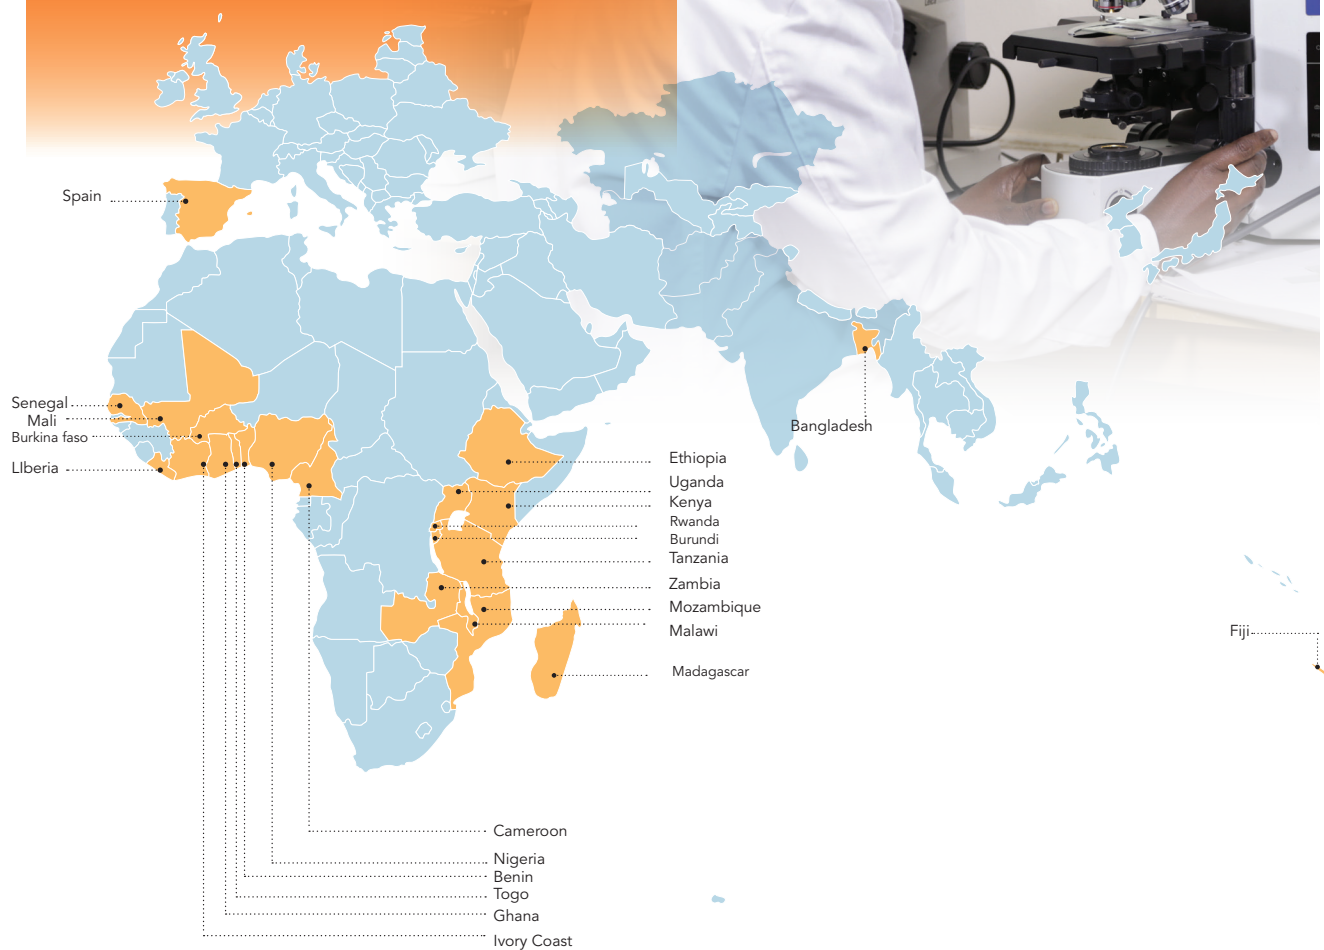 Spain
Senegal
Mali
Burkina faso
LIberia
Bangladesh
Ethiopia
Uganda
Kenya
Rwanda
Burundi
Tanzania
Zambia
Mozambique
Malawi
Madagascar
Fiji
Cameroon
Nigeria
Benin
Togo
Ghana
Ivory Coast